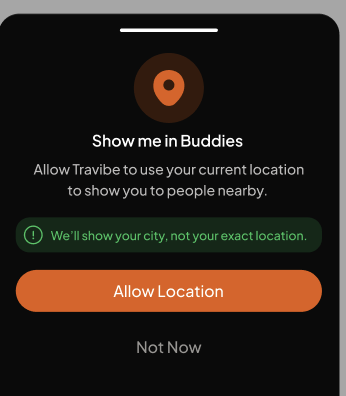 Show me in Buddies
Allow Travibe to use your current location
to show you to people nearby.
We'll show your city, not your exact location.
Allow Location
Not Now